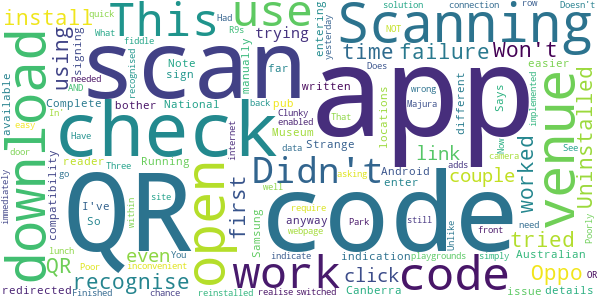 install
quick
This
use
Scanning
solution
connection
row
Doesn't
Had
R9s
yesterday
What
fiddle
trying
NOT
entering
using
signing
Note
sign
recognised
needed
manually
far
time
failure
Won't
easier
AND
scan
app
Complete
bother
National
back
pub
written
wrong
different
Says
implemented
Does
available
download
check
Clunky
enabled
Museum
Strange
locations
Majura
Now
venue
Uninstalled
reader
Three
Running
Didn't
link
compatibility
door
easy
In
Have
even
open
first
internet
That
data
Android
enter
couple
adds
camera
See
worked
go
site
within
I've
So
You
QR
code
asking
well
Park
still
Unlike
front
immediately
QR
lunch
Samsung
require
webpage
indicate
playgrounds
simply
need
tried
Poorly
Australian
recognise
anyway
indication
click
Oppo
issue
details
OR
redirected
Finished
Poor
chance
inconvenient
reinstalled
work
Canberra
realise
switched
code